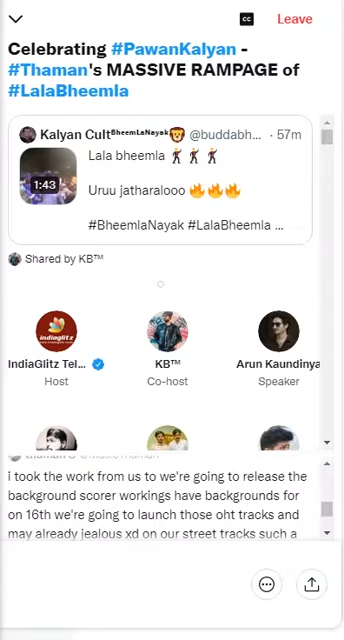 Leave
Celebrating #PawanKalyan -
#Thaman's MASSIVE RAMPAGE of
#LalaBheemla
Kalyan Cultᴮʰᵉᵉᵐˡᵃᴺᵃʸᵃᵏ🦁 @buddabh... · 57m
Lala bheemla 🕺🕺🕺
1:43
Uruu jatharalooo 🔥🔥🔥
#BheemlaNayak #LalaBheemla ...
Shared by KB™
indiaglitz
IndiaGlitz Tel... KB™ Arun Kaundinya
Host Co-host Speaker
i took the work from us to we're going to release the
background scorer workings have backgrounds for
on 16th we're going to launch those oht tracks and
may already jealous xd on our street tracks such a